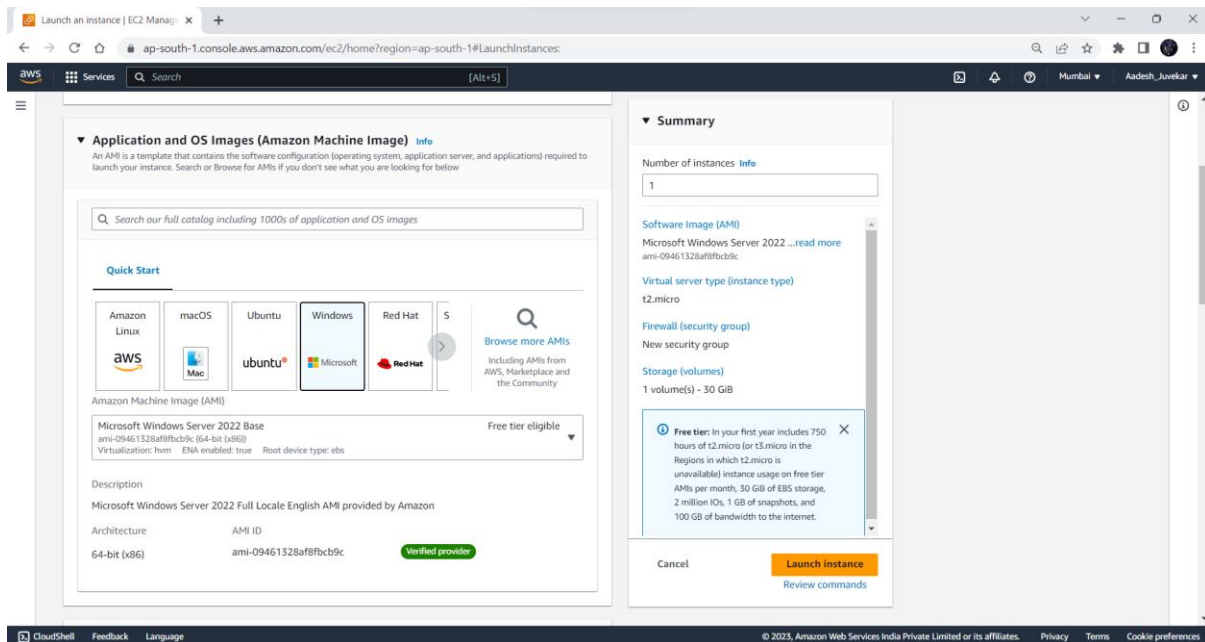 Launch an instance | EC2 Manag
ap-south-1.console.aws.amazon.com/ec2/home?region=ap-south-1#LaunchInstances:
aws
Services
Search
[Alt+S]
Mumbai
Aadesh_Juvekar
Application and OS Images (Amazon Machine Image) Info
An AMI is a template that contains the software configuration (operating system, application server, and applications) required to
launch your instance. Search or Browse for AMIs if you don't see what you are looking for below
Search our full catalog including 1000s of application and OS images
Quick Start
Amazon
Linux
aws
macOS
Mac
Ubuntu
ubuntu
Windows
Microsoft
Red Hat
Red Hat
S
Browse more AMIs
Including AMIs from
AWS, Marketplace and
the Community
Amazon Machine Image (AMI)
Microsoft Windows Server 2022 Base
Free tier eligible
ami-09461328af8fbcb9c (64-bit (x86))
Virtualization: hvm ENA enabled: true Root device type: ebs
Description
Microsoft Windows Server 2022 Full Locale English AMI provided by Amazon
Architecture
AMI ID
64-bit (x86)
ami-09461328af8fbcb9c
Verified provider
Summary
Number of instances Info
1
Software Image (AMI)
Microsoft Windows Server 2022 ...read more
ami-09461328af8fbcb9c
Virtual server type (instance type)
t2.micro
Firewall (security group)
New security group
Storage (volumes)
1 volume(s) - 30 GiB
Free tier: In your first year includes 750
hours of t2.micro (or t3.micro in the
Regions in which t2.micro is
unavailable) instance usage on free tier
AMIs per month, 30 GiB of EBS storage,
2 million IOs, 1 GB of snapshots, and
100 GB of bandwidth to the internet.
Cancel
Launch instance
Review commands
CloudShell
Feedback
Language
© 2023, Amazon Web Services India Private Limited or its affiliates.
Privacy
Terms
Cookie preferences